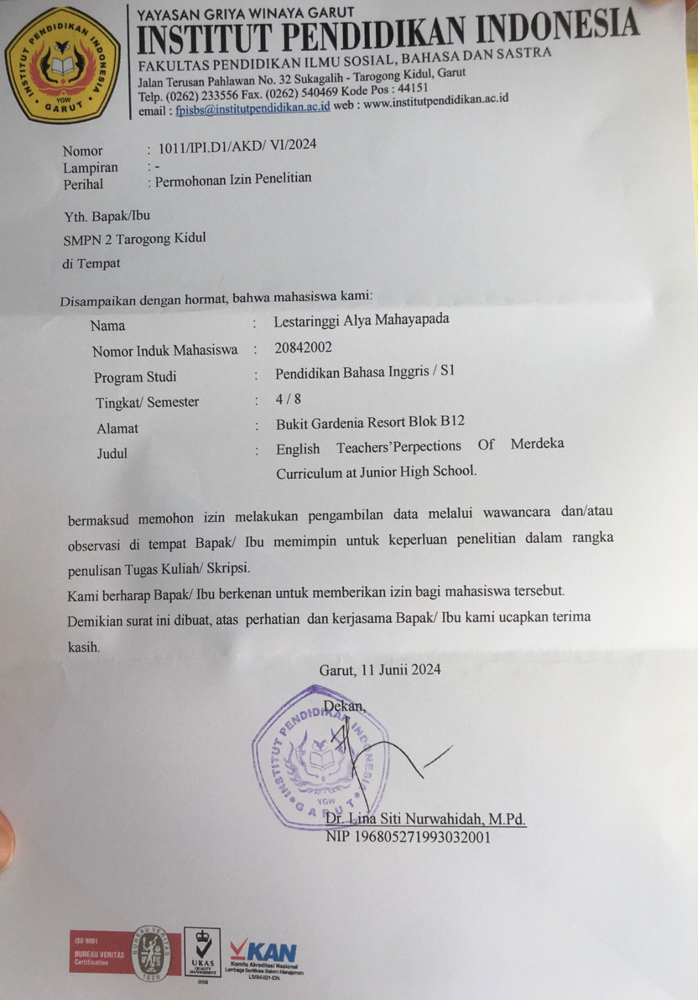 INSTITUT PENDIDIKAN INDONESIA
YGW
• GARUT •
YAYASAN GRIYA WINAYA GARUT
INSTITUT PENDIDIKAN INDONESIA
FAKULTAS PENDIDIKAN ILMU SOSIAL, BAHASA DAN SASTRA
Jalan Terusan Pahlawan No. 32 Sukagalih - Tarogong Kidul, Garut
Telp. (0262) 233556 Fax. (0262) 540469 Kode Pos : 44151
email : fpisbs@institutpendidikan.ac.id web : www.institutpendidikan.ac.id
Nomor : 1011/IPI.D1/AKD/ VI/2024
Lampiran : -
Perihal : Permohonan Izin Penelitian
Yth. Bapak/Ibu
SMPN 2 Tarogong Kidul
di Tempat
Disampaikan dengan hormat, bahwa mahasiswa kami:
Nama : Lestaringgi Alya Mahayapada
Nomor Induk Mahasiswa : 20842002
Program Studi : Pendidikan Bahasa Inggris / S1
Tingkat/ Semester : 4 / 8
Alamat : Bukit Gardenia Resort Blok B12
Judul : English Teachers'Perpections Of Merdeka
Curriculum at Junior High School.
bermaksud memohon izin melakukan pengambilan data melalui wawancara dan/atau
observasi di tempat Bapak/ Ibu memimpin untuk keperluan penelitian dalam rangka
penulisan Tugas Kuliah/ Skripsi.
Kami berharap Bapak/ Ibu berkenan untuk memberikan izin bagi mahasiswa tersebut.
Demikian surat ini dibuat, atas perhatian dan kerjasama Bapak/ Ibu kami ucapkan terima
kasih.
Garut, 11 Junii 2024
Dekan,
INSTITUT PENDIDIKAN INDONESIA
YGW
• GARUT •
Dr. Lina Siti Nurwahidah, M.Pd.
NIP 196805271993032001
ISO 9001
BUREAU VERITAS
Certification
BUREAU VERITAS
1828
UKAS
QUALITY
MANAGEMENT
0008
KAN
Komite Akreditasi Nasional
Lembaga Sertifikasi Sistem Manajemen
LSSM-021-IDN